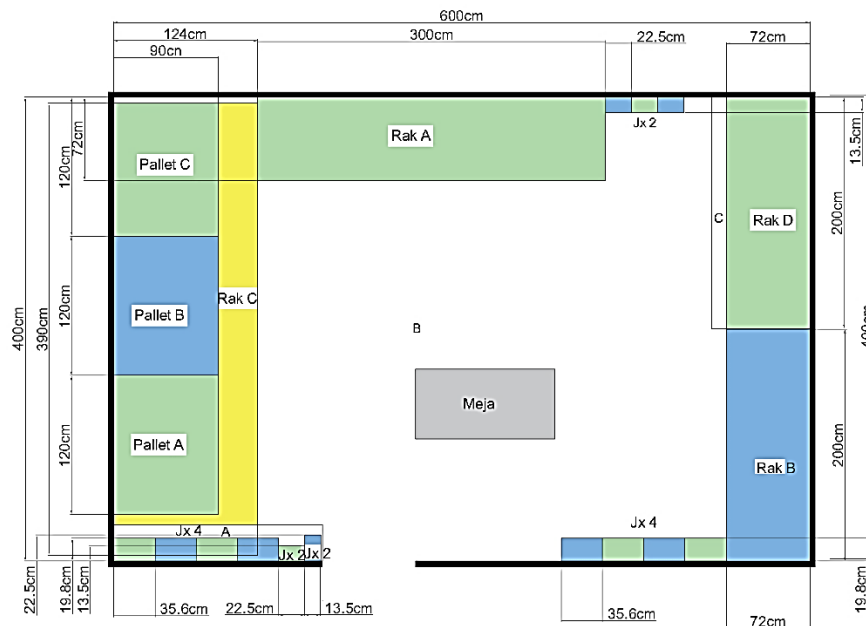 600cm
124cm
300cm
22.5cm
72cm
90cn
Jx 2
Rak A
Pallet C
72cm
120cm
13.5cm
C
Rak D
200cm
Rak C
Pallet B
120cm
400cm
390cm
B
400cm
Meja
Pallet A
120cm
Rak B
200cm
Jx 4
A
Jx 4
Jx 2
Jx 2
22.5cm
19.8cm
13.5cm
35.6cm
22.5cm
13.5cm
35.6cm
72cm
19.8cm